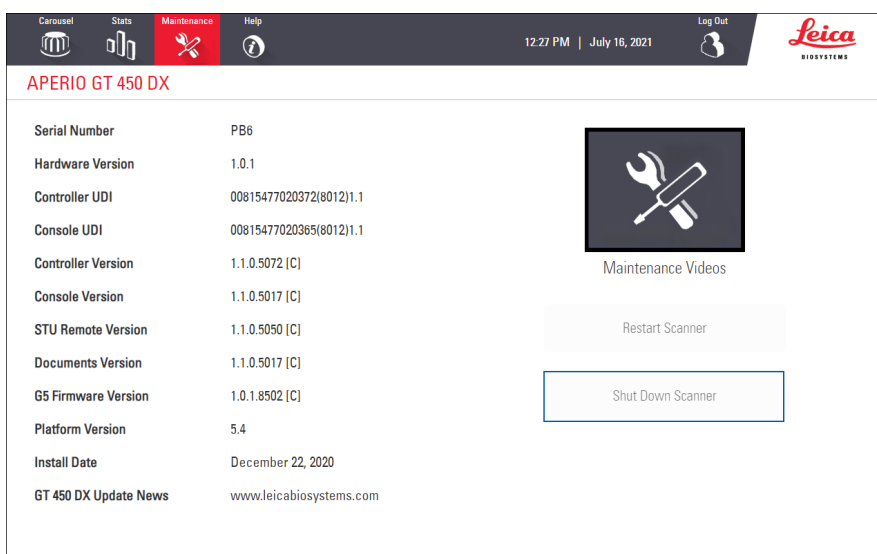 Carousel Stats Maintenance Help
12:27 PM | July 16, 2021
Log Out
Leica
BIOSYSTEMS
APERIO GT 450 DX
Serial Number PB6
Hardware Version 1.0.1
Controller UDI 00815477020372(8012)1.1
Console UDI 00815477020365(8012)1.1
Controller Version 1.1.0.5072 [C]
Console Version 1.1.0.5017 [C]
STU Remote Version 1.1.0.5050 [C]
Documents Version 1.1.0.5017 [C]
G5 Firmware Version 1.0.1.8502 [C]
Platform Version 5.4
Install Date December 22, 2020
GT 450 DX Update News www.leicabiosystems.com
Maintenance Videos
Restart Scanner
Shut Down Scanner